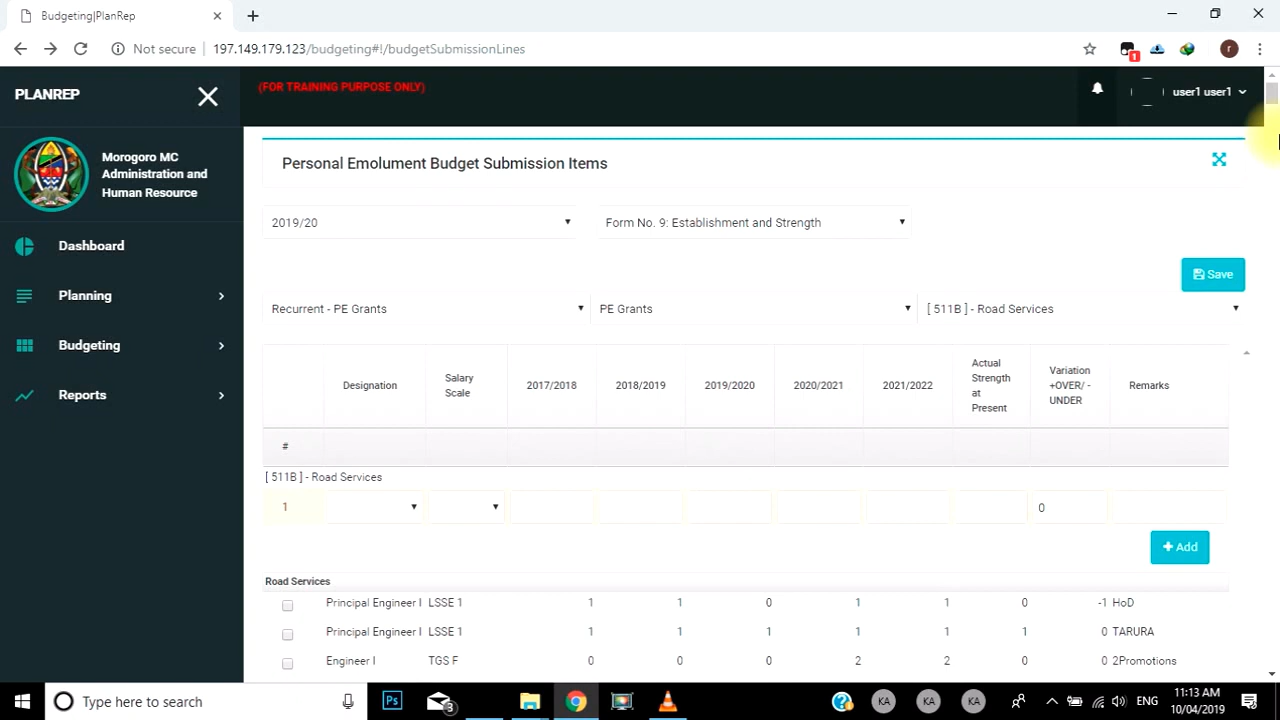 Budgeting|PlanRep
Not secure 197.149.179.123/budgeting#!/budgetSubmissionLines
1
r
PLANREP
(FOR TRAINING PURPOSE ONLY)
user1 user1
Morogoro MC
Administration and
Human Resource
Dashboard
Planning
Budgeting
Reports
Personal Emolument Budget Submission Items
2019/20 Form No. 9: Establishment and Strength
Save
Recurrent - PE Grants PE Grants [ 511B ] - Road Services
Designation Salary Scale 2017/2018 2018/2019 2019/2020 2020/2021 2021/2022 Actual Strength at Present Variation +OVER/ - UNDER Remarks
#
[ 511B ] - Road Services
1 0
Add
Road Services
Principal Engineer I LSSE 1 1 1 0 1 1 0 -1 HoD
Principal Engineer I LSSE 1 1 1 1 1 1 1 0 TARURA
Engineer I TGS F 0 0 0 2 2 0 0 2Promotions
Type here to search
Ps
3
KA KA KA
ENG
11:13 AM
10/04/2019